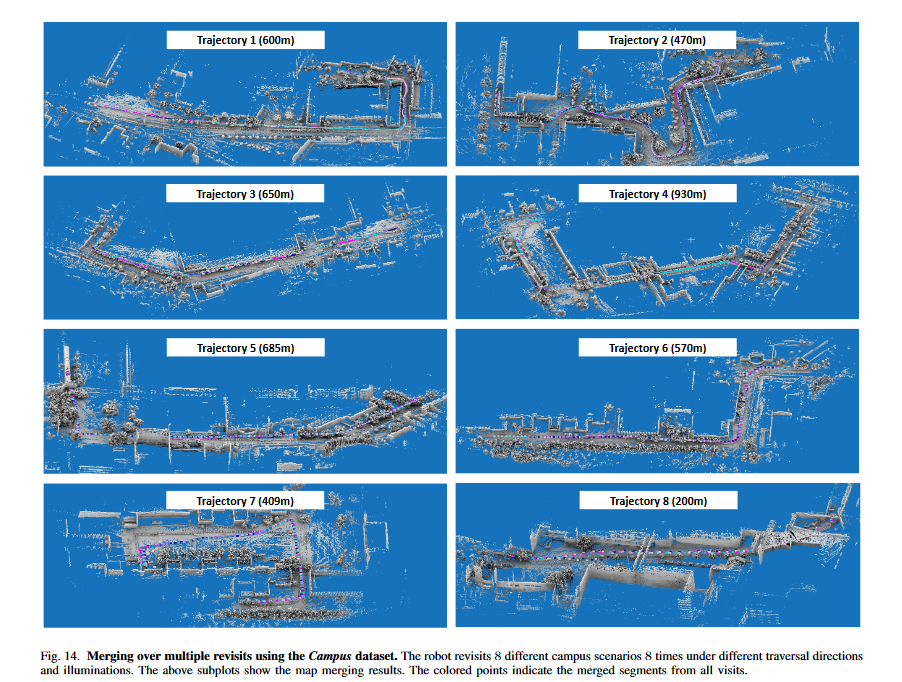 Trajectory 1 (600m)
Trajectory 2 (470m)
Trajectory 3 (650m)
Trajectory 4 (930m)
Trajectory 5 (685m)
Trajectory 6 (570m)
Trajectory 7 (409m)
Trajectory 8 (200m)
Fig. 14. Merging over multiple revisits using the Campus dataset. The robot revisits 8 different campus scenarios 8 times under different traversal directions
and illuminations. The above subplots show the map merging results. The colored points indicate the merged segments from all visits.